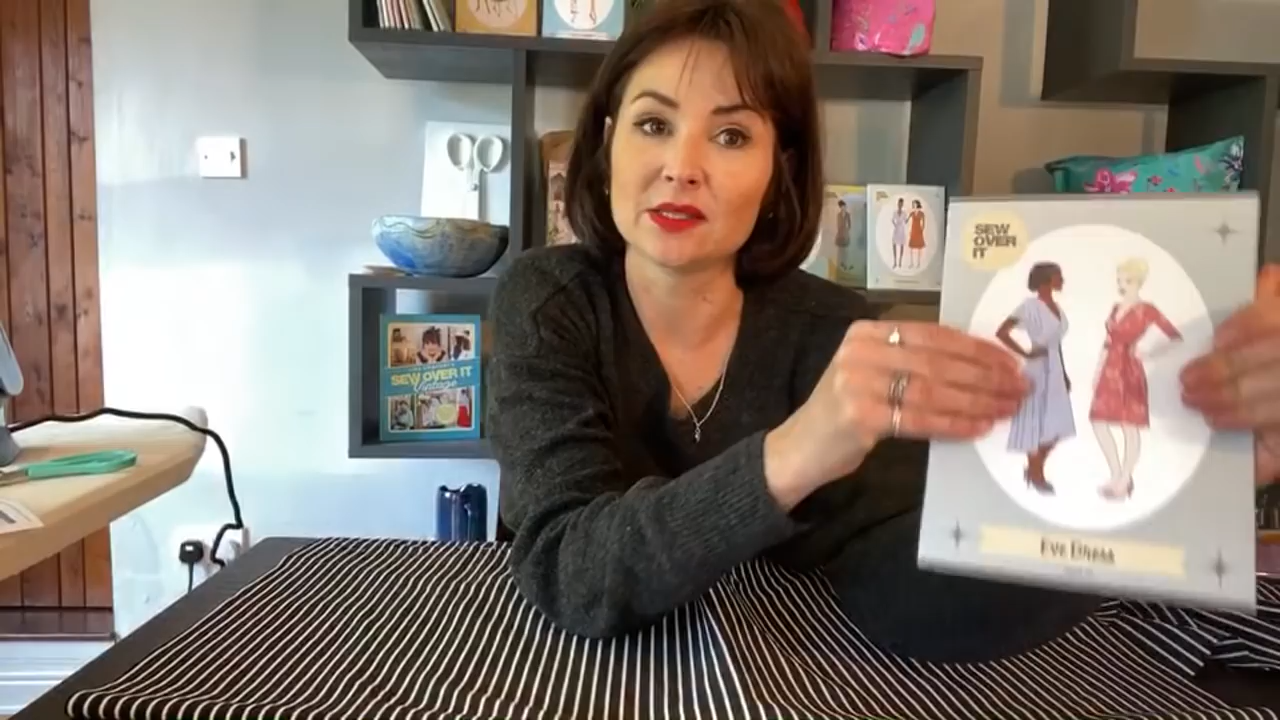 SEW
OVER
IT
Eve Dress
SEW OVER IT
Vintage